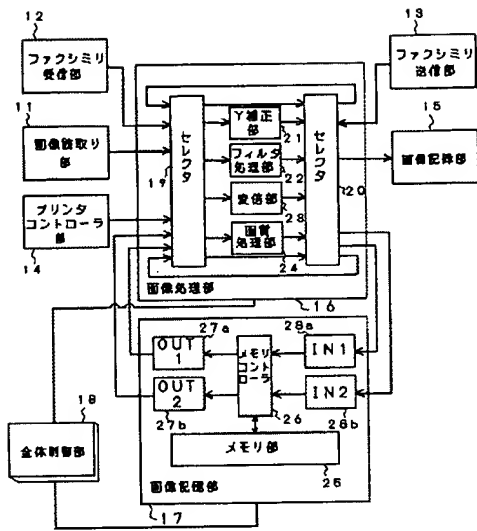 12
ファクシミリ
受信部
13
ファクシミリ
送信部
11
画像読取り
部
15
画像記録部
プリンタ
コントローラ
部
14
セレクタ
19
γ補正
部
21
フィルタ
処理部
22
変倍部
23
画質
処理部
24
セレクタ
20
画像処理部
16
27a
OUT
1
OUT
2
27b
メモリ
コントローラ
26
28a
IN1
IN2
28b
メモリ部
25
画像記憶部
17
18
全体制御部